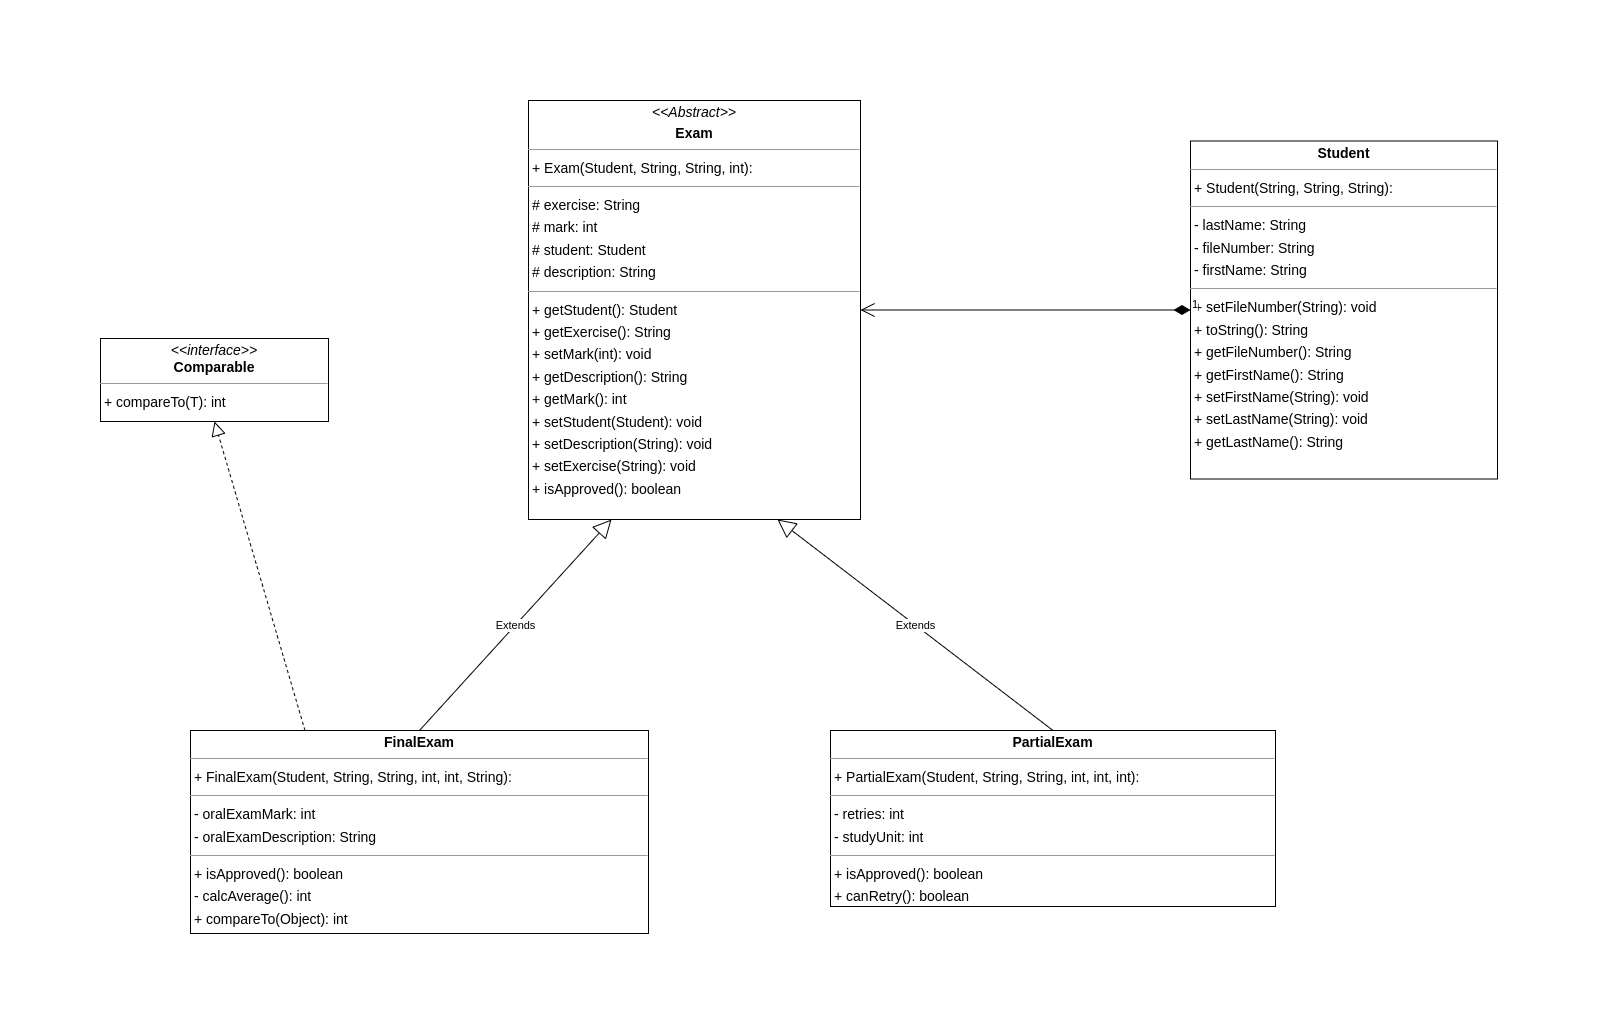 <<Abstract>>
Exam
+ Exam(Student, String, String, int):
# exercise: String
# mark: int
# student: Student
# description: String
+ getStudent(): Student
+ getExercise(): String
+ setMark(int): void
+ getDescription(): String
+ getMark(): int
+ setStudent(Student): void
+ setDescription(String): void
+ setExercise(String): void
+ isApproved(): boolean
Student
+ Student(String, String, String):
- lastName: String
- fileNumber: String
- firstName: String
1
+ setFileNumber(String): void
+ toString(): String
+ getFileNumber(): String
+ getFirstName(): String
+ setFirstName(String): void
+ setLastName(String): void
+ getLastName(): String
<<interface>>
Comparable
+ compareTo(T): int
Extends
Extends
FinalExam
+ FinalExam(Student, String, String, int, int, String):
- oralExamMark: int
- oralExamDescription: String
+ isApproved(): boolean
- calcAverage(): int
+ compareTo(Object): int
PartialExam
+ PartialExam(Student, String, String, int, int, int):
- retries: int
- studyUnit: int
+ isApproved(): boolean
+ canRetry(): boolean